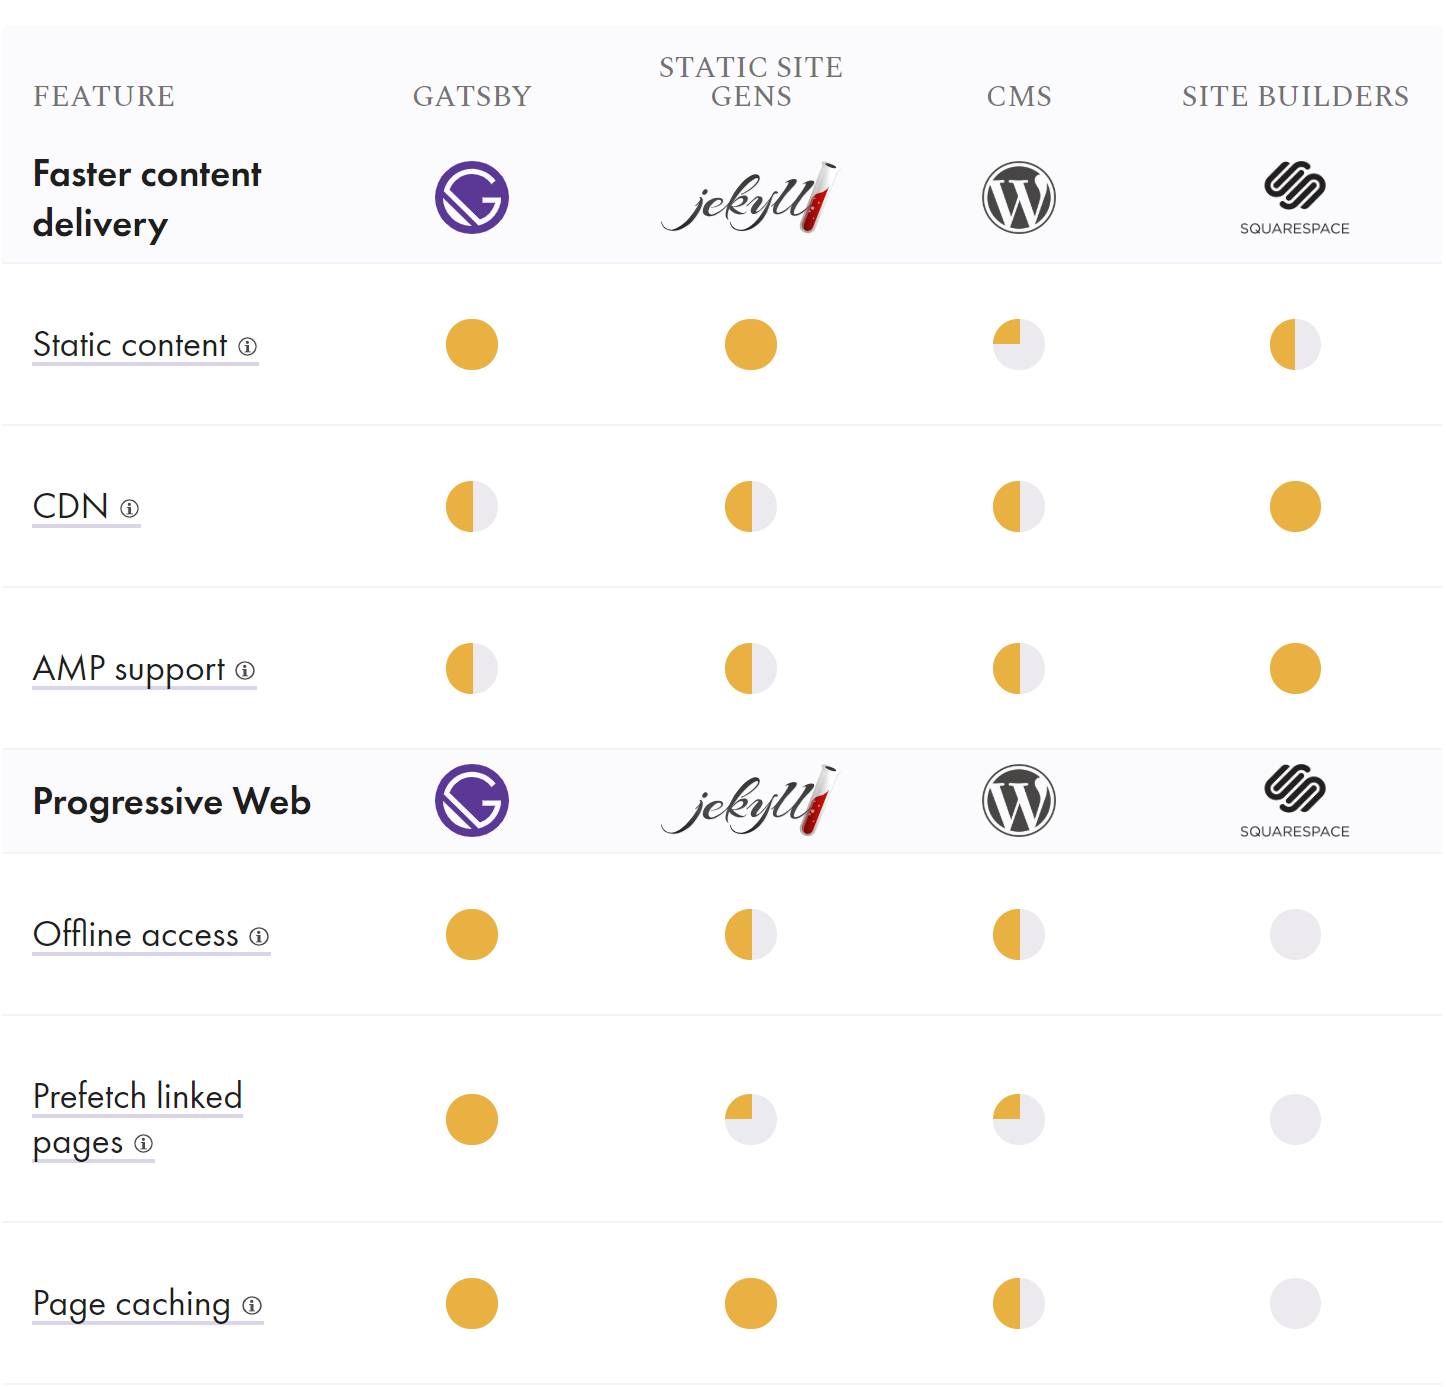 FEATURE
GATSBY
STATIC SITE
GENS
CMS
SITE BUILDERS
Faster content
delivery
jekyll
SQUARESPACE
Static content
CDN
AMP support
Progressive Web
jekyll
SQUARESPACE
Offline access
Prefetch linked
pages
Page caching